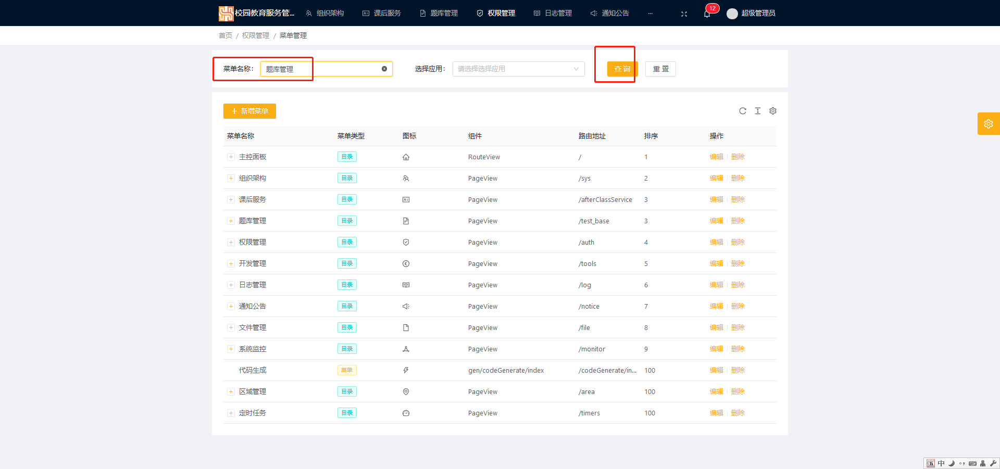 校园教育服务管... 组织架构 课后服务 题库管理 权限管理 日志管理 通知公告 ... 12 超级管理员
首页 / 权限管理 / 菜单管理
菜单名称： 题库管理 选择应用： 请选择选择应用 查 询 重 置
+ 新增菜单
菜单名称 菜单类型 图标 组件 路由地址 排序 操作
主控面板 目录 RouteView / 1 编辑 删除
组织架构 目录 PageView /sys 2 编辑 删除
课后服务 目录 PageView /afterClassService 3 编辑 删除
题库管理 目录 PageView /test_base 3 编辑 删除
权限管理 目录 PageView /auth 4 编辑 删除
开发管理 目录 PageView /tools 5 编辑 删除
日志管理 目录 PageView /log 6 编辑 删除
通知公告 目录 PageView /notice 7 编辑 删除
文件管理 目录 PageView /file 8 编辑 删除
系统监控 目录 PageView /monitor 9 编辑 删除
代码生成 菜单 gen/codeGenerate/index /codeGenerate/in... 100 编辑 删除
区域管理 目录 PageView /area 100 编辑 删除
定时任务 目录 PageView /timers 100 编辑 删除
五 中